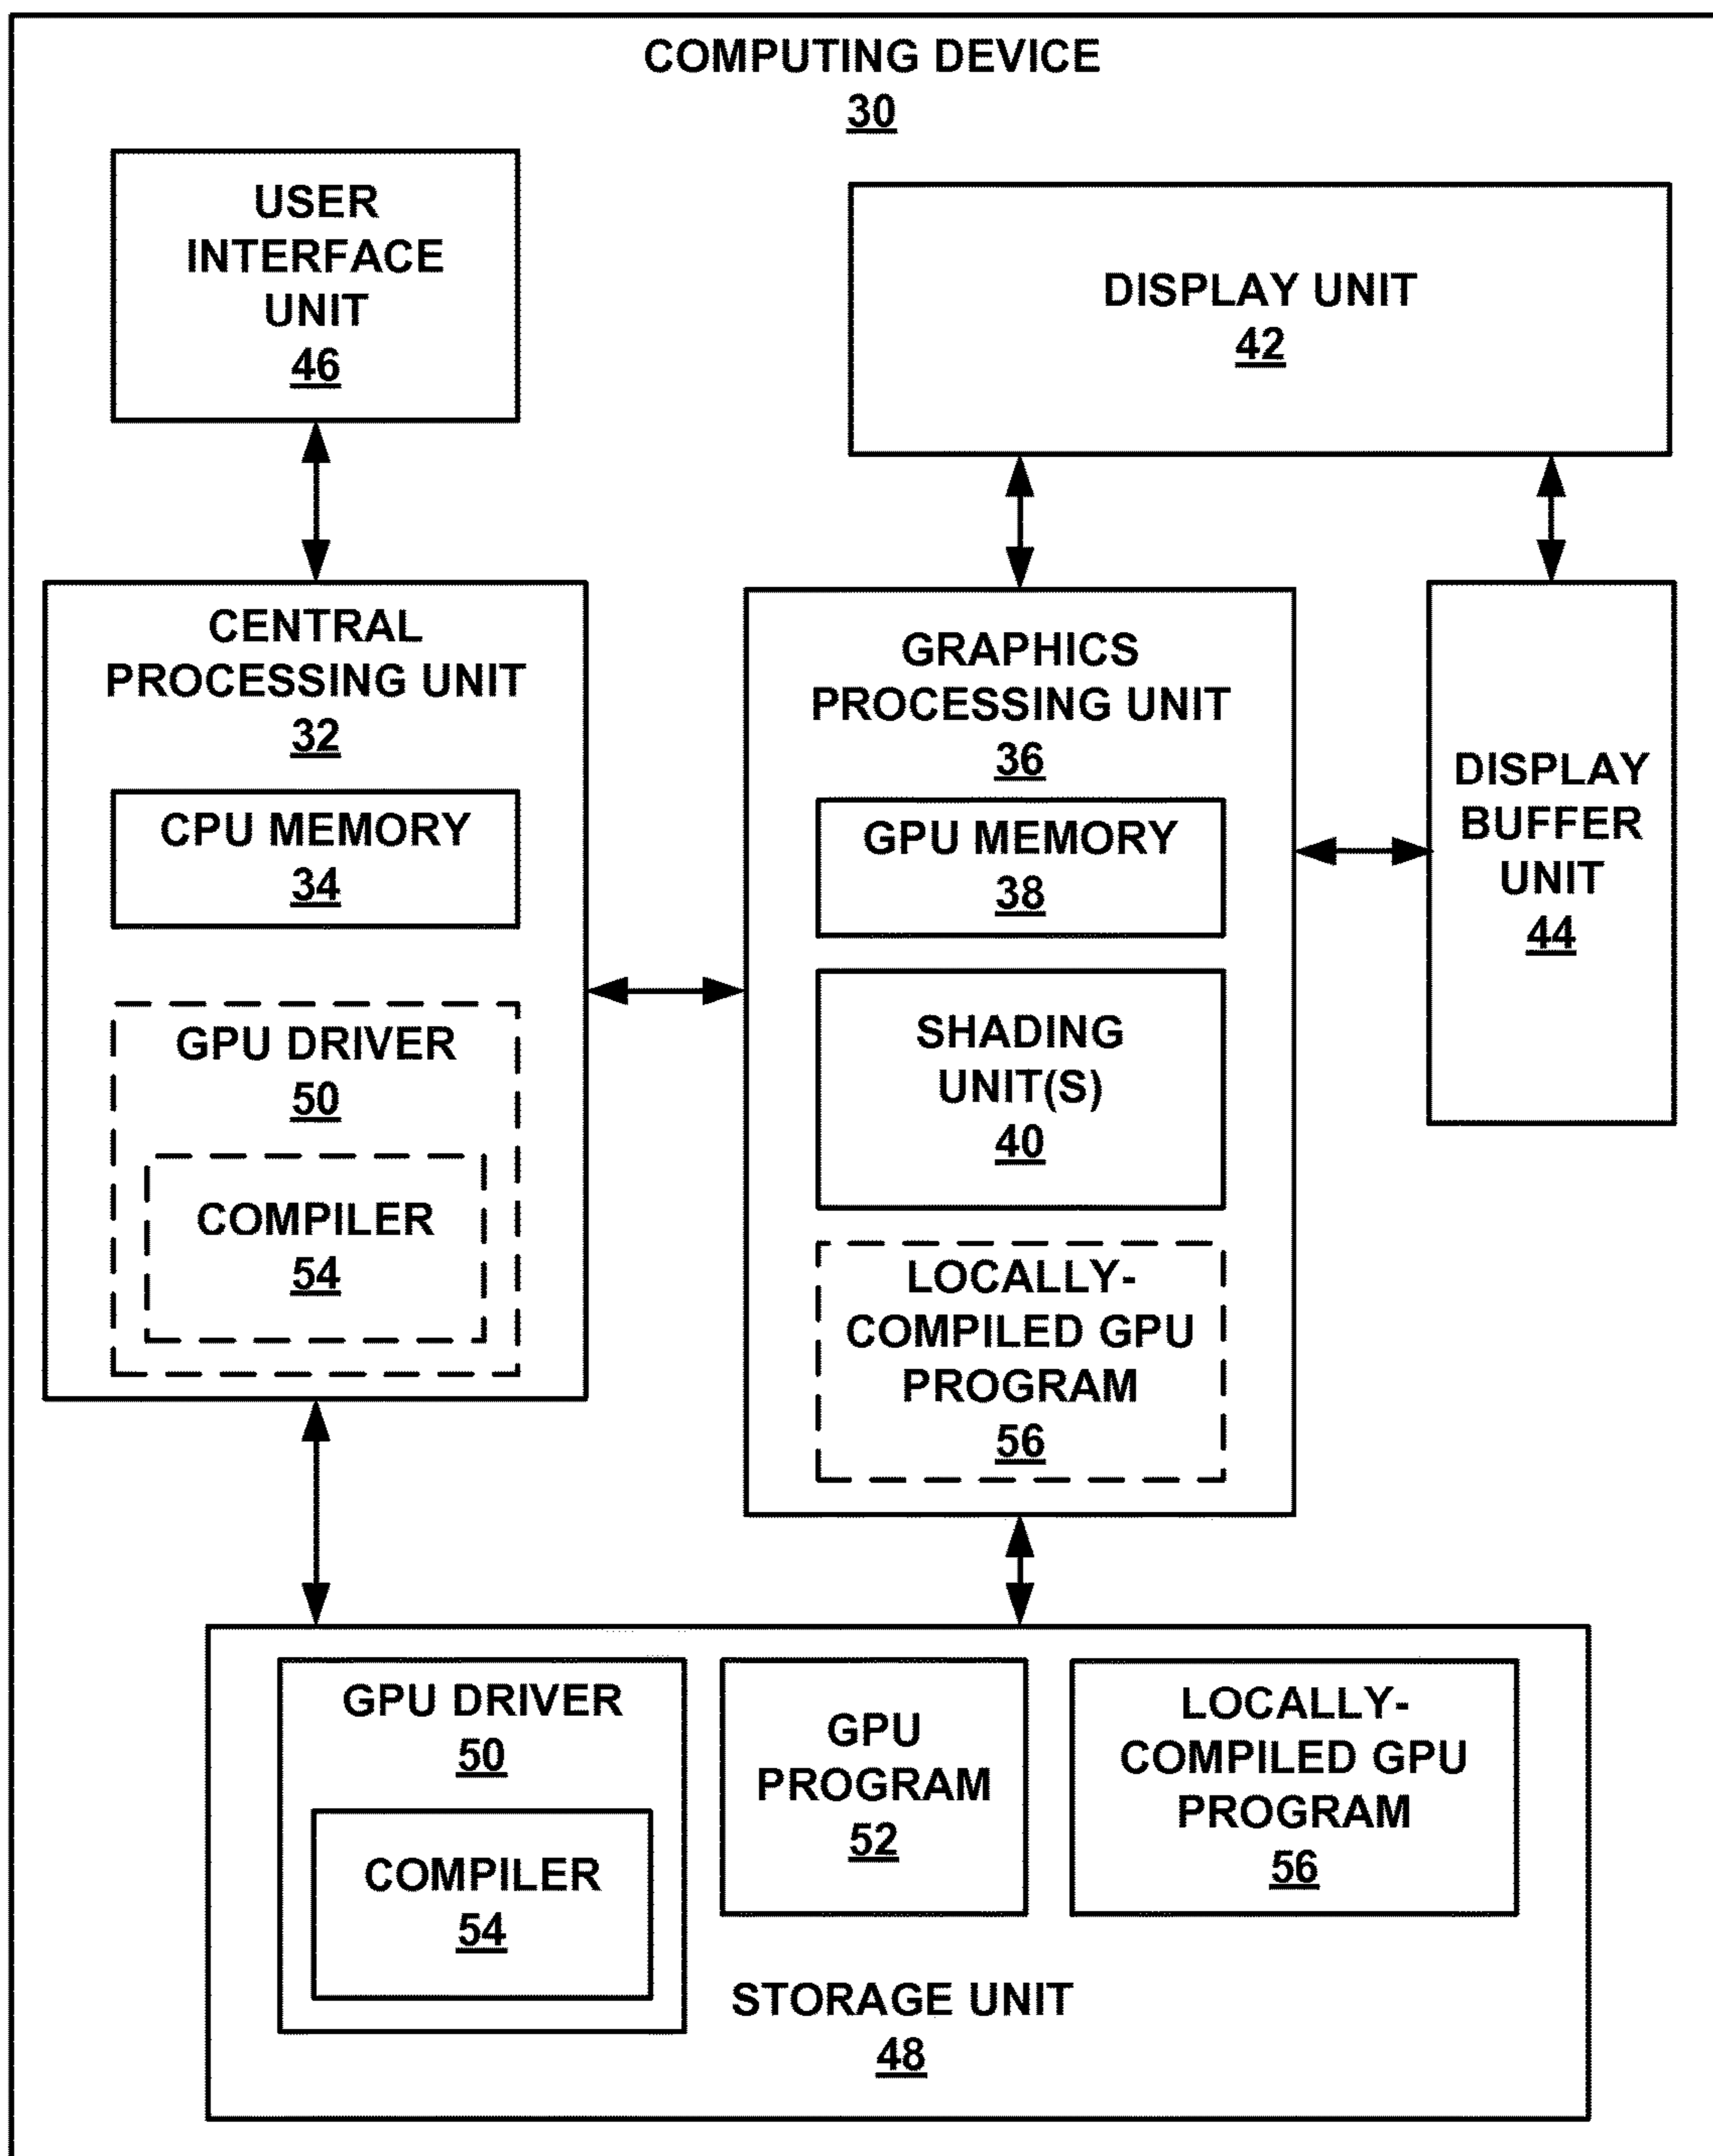 COMPUTING DEVICE
30
USER
INTERFACE
UNIT
46
DISPLAY UNIT
42
CENTRAL
PROCESSING UNIT
32
CPU MEMORY
34
GPU DRIVER
50
COMPILER
54
GRAPHICS
PROCESSING UNIT
36
GPU MEMORY
38
SHADING
UNIT(S)
40
LOCALLY-
COMPILED GPU
PROGRAM
56
DISPLAY
BUFFER
UNIT
44
GPU DRIVER
50
COMPILER
54
GPU
PROGRAM
52
LOCALLY-
COMPILED GPU
PROGRAM
56
STORAGE UNIT
48